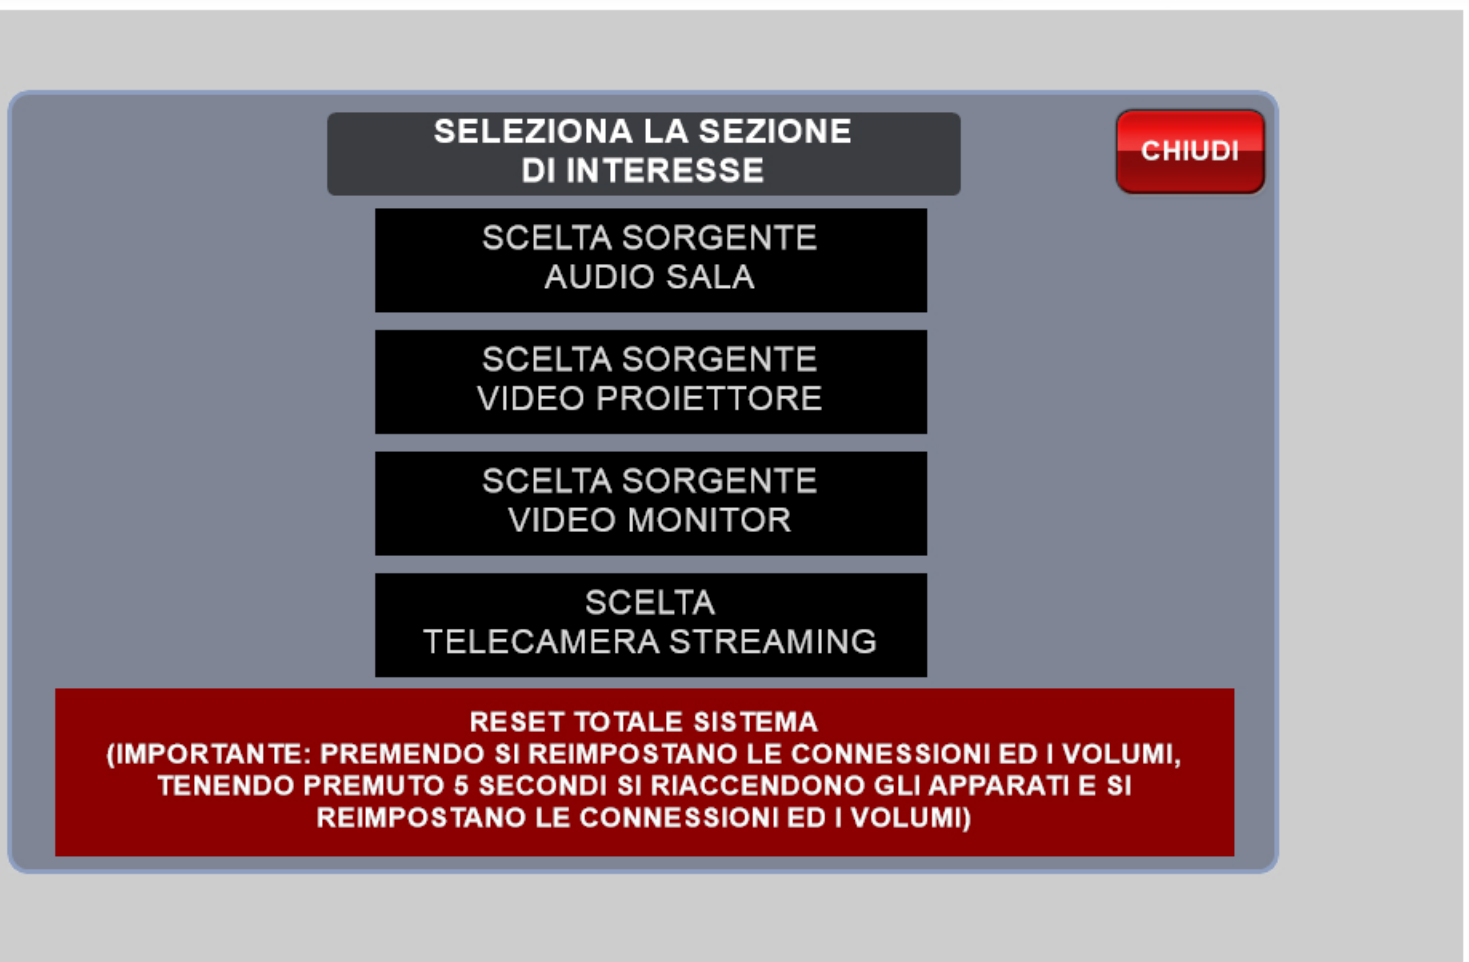 SELEZIONA LA SEZIONE
DI INTERESSE
CHIUDI
SCELTA SORGENTE
AUDIO SALA
SCELTA SORGENTE
VIDEO PROIETTORE
SCELTA SORGENTE
VIDEO MONITOR
SCELTA
TELECAMERA STREAMING
RESET TOTALE SISTEMA
(IMPORTANTE: PREMENDO SI REIMPOSTANO LE CONNESSIONI ED I VOLUMI,
TENENDO PREMUTO 5 SECONDI SI RIACCENDONO GLI APPARATI E SI
REIMPOSTANO LE CONNESSIONI ED I VOLUMI)